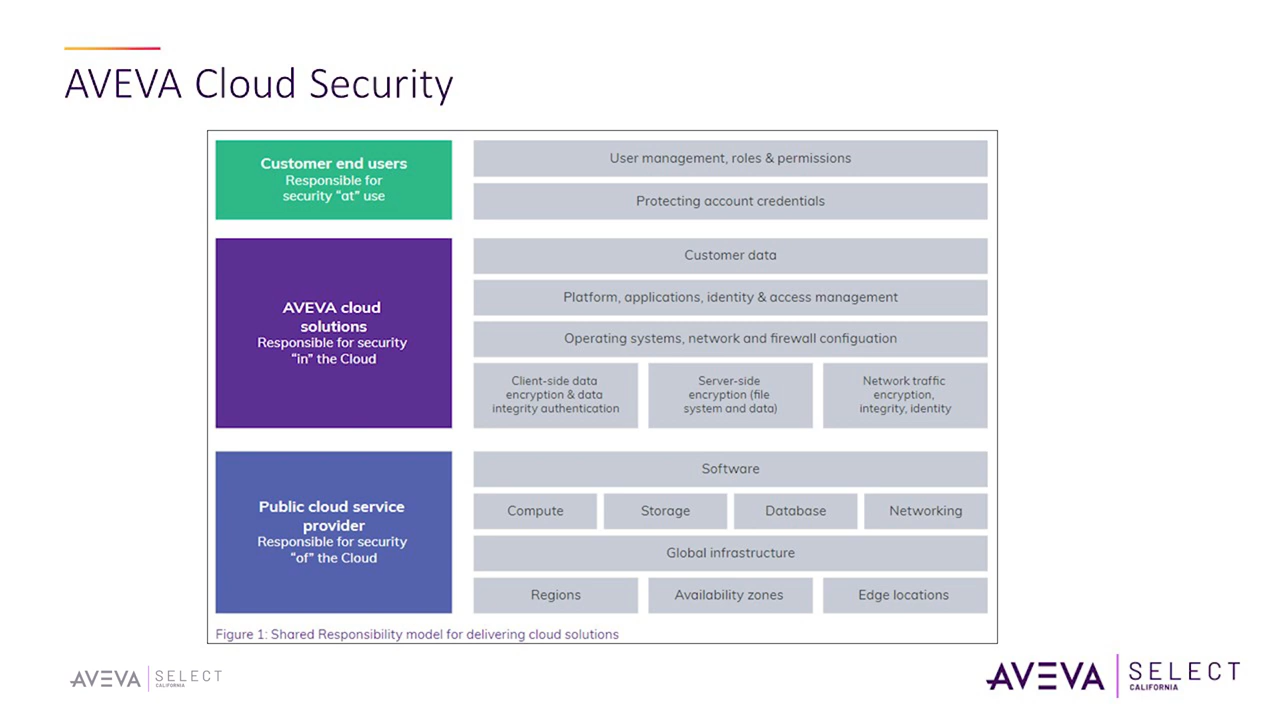 AVEVA Cloud Security
Customer end users
Responsible for
security “at” use
User management, roles & permissions
Protecting account credentials
AVEVA cloud
solutions
Responsible for security
“in” the Cloud
Customer data
Platform, applications, identity & access management
Operating systems, network and firewall configuation
Client-side data
encryption & data
integrity authentication
Server-side
encryption (file
system and data)
Network traffic
encryption,
integrity, identity
Public cloud service
provider
Responsible for security
“of” the Cloud
Software
Compute
Storage
Database
Networking
Global infrastructure
Regions
Availability zones
Edge locations
Figure 1: Shared Responsibility model for delivering cloud solutions
AVEVA SELECT
CALIFORNIA
AVEVA SELECT
CALIFORNIA